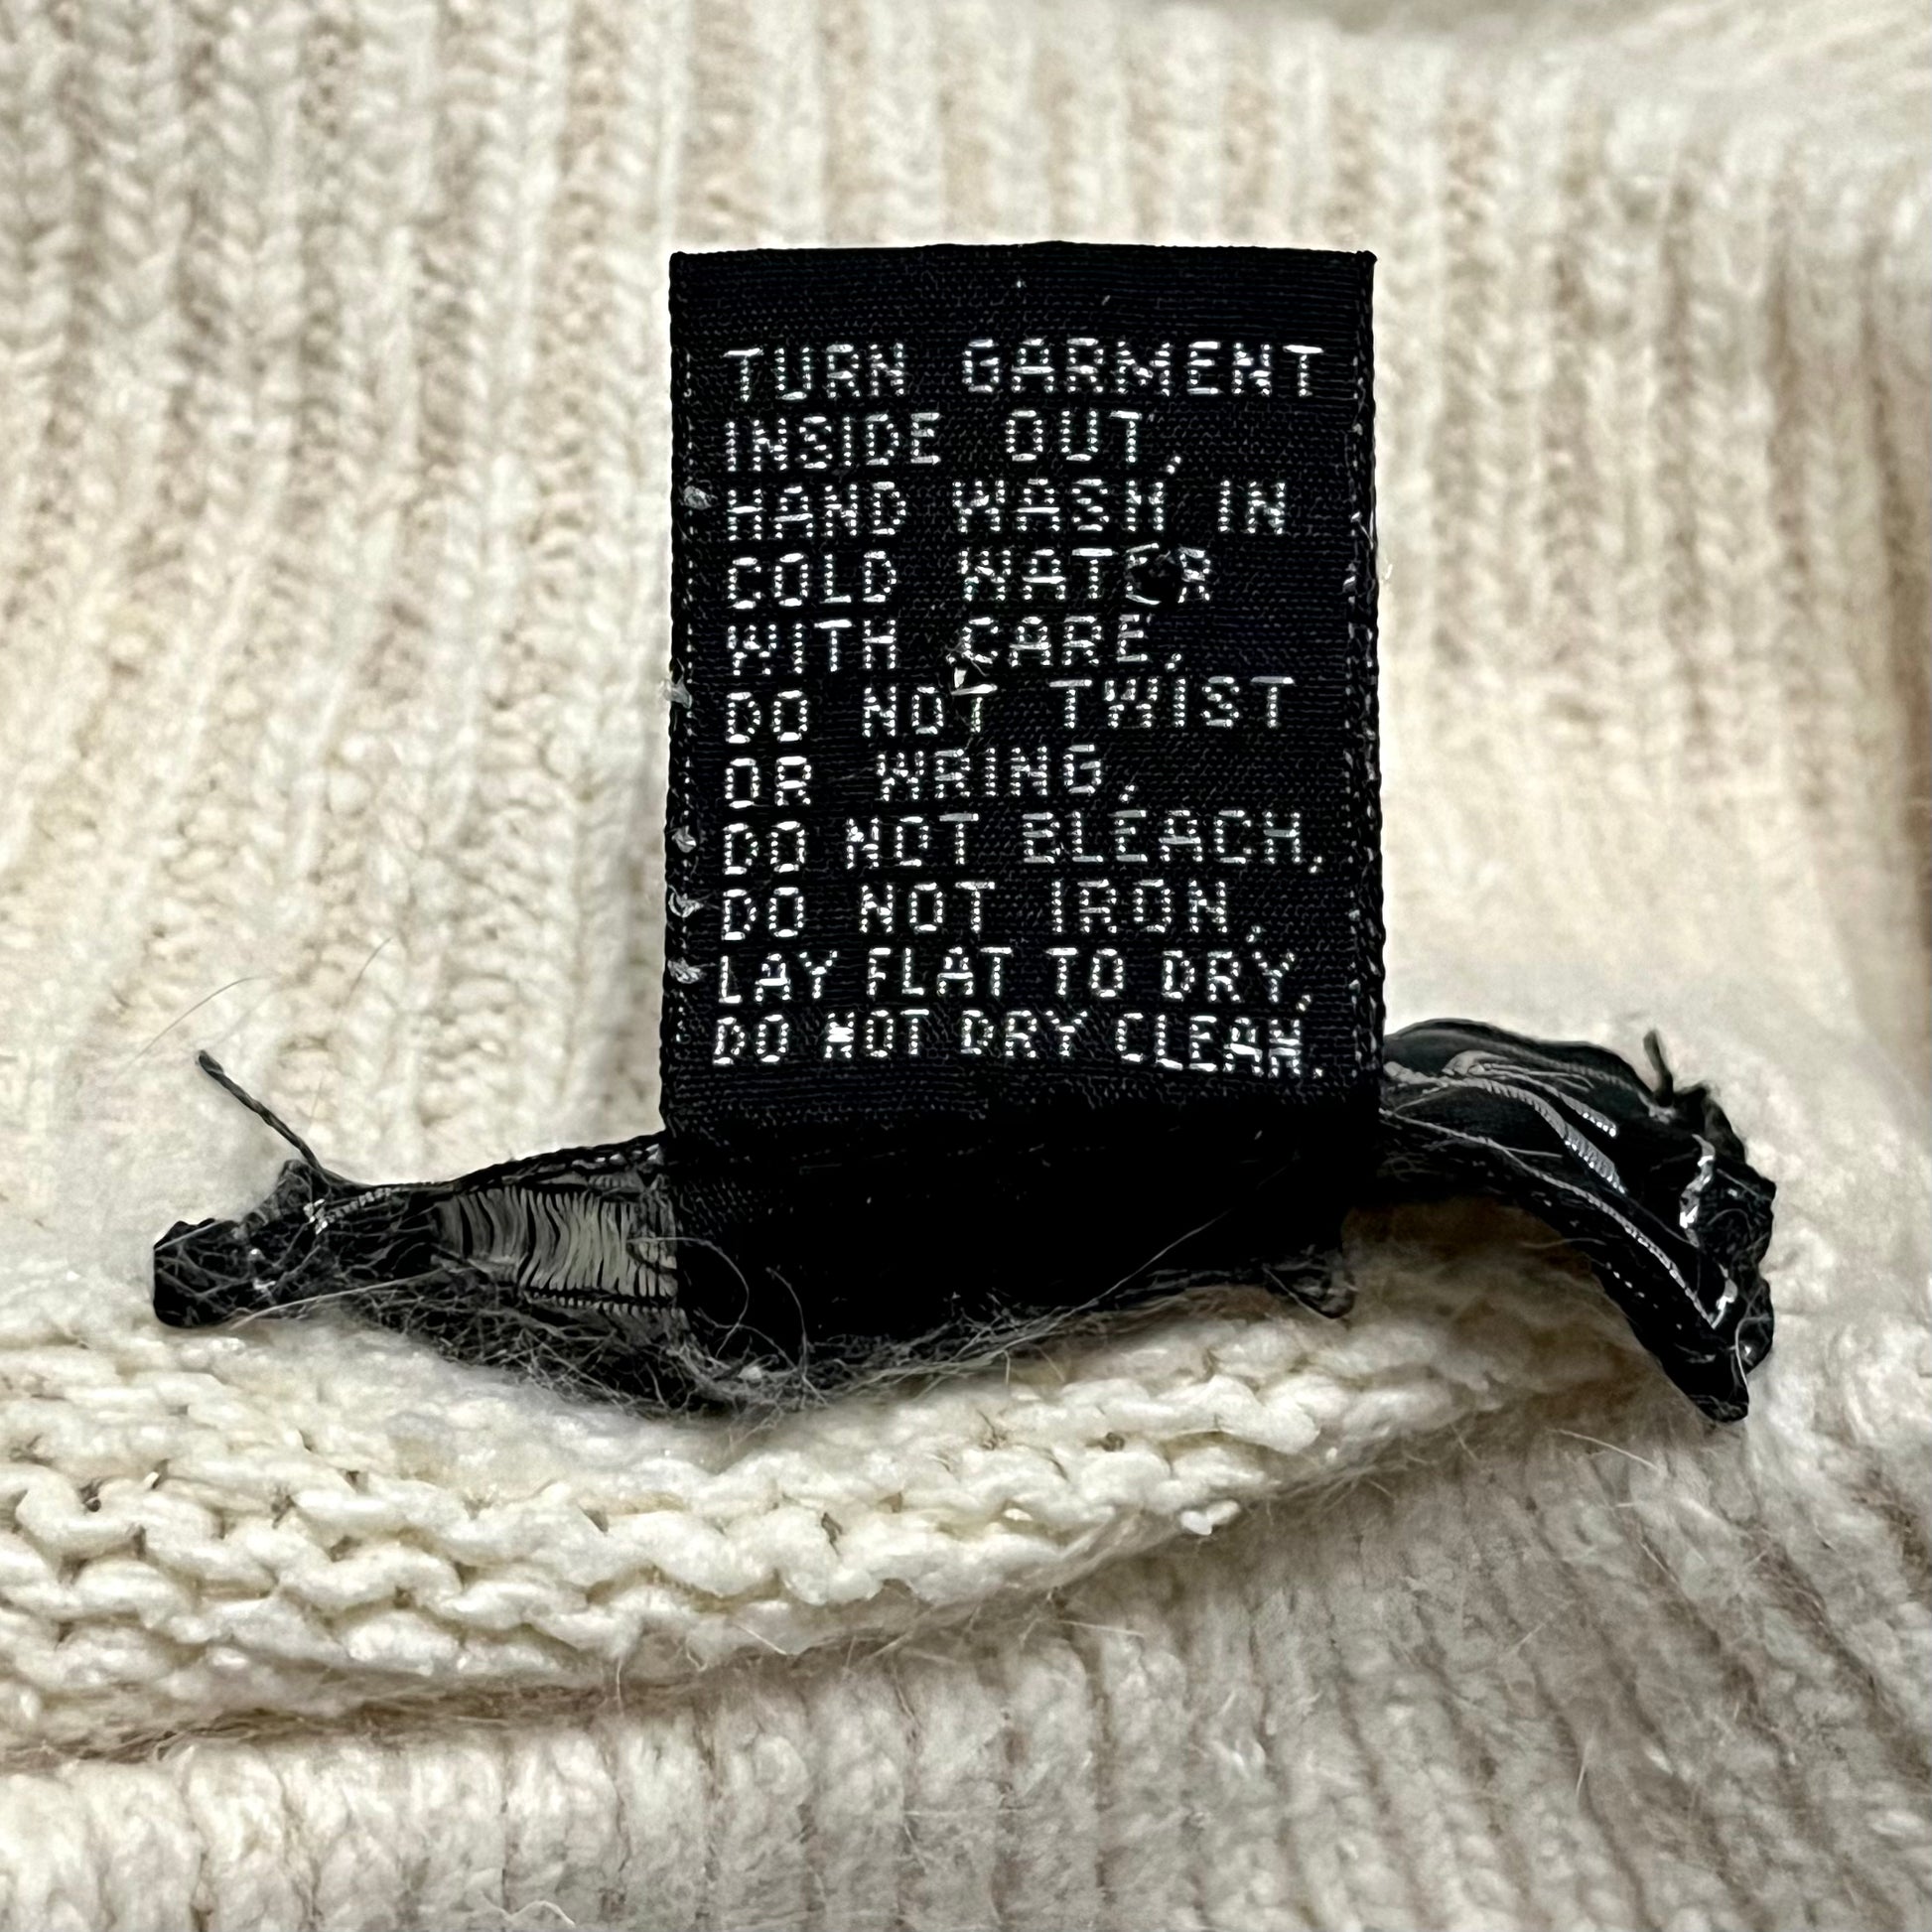 TURN GARMENT
INSIDE OUT,
HAND WASH IN
COLD WATER
WITH CARE,
DO NOT TWIST
OR WRING,
DO NOT BLEACH,
DO NOT IRON,
LAY FLAT TO DRY,
DO NOT DRY CLEAN.